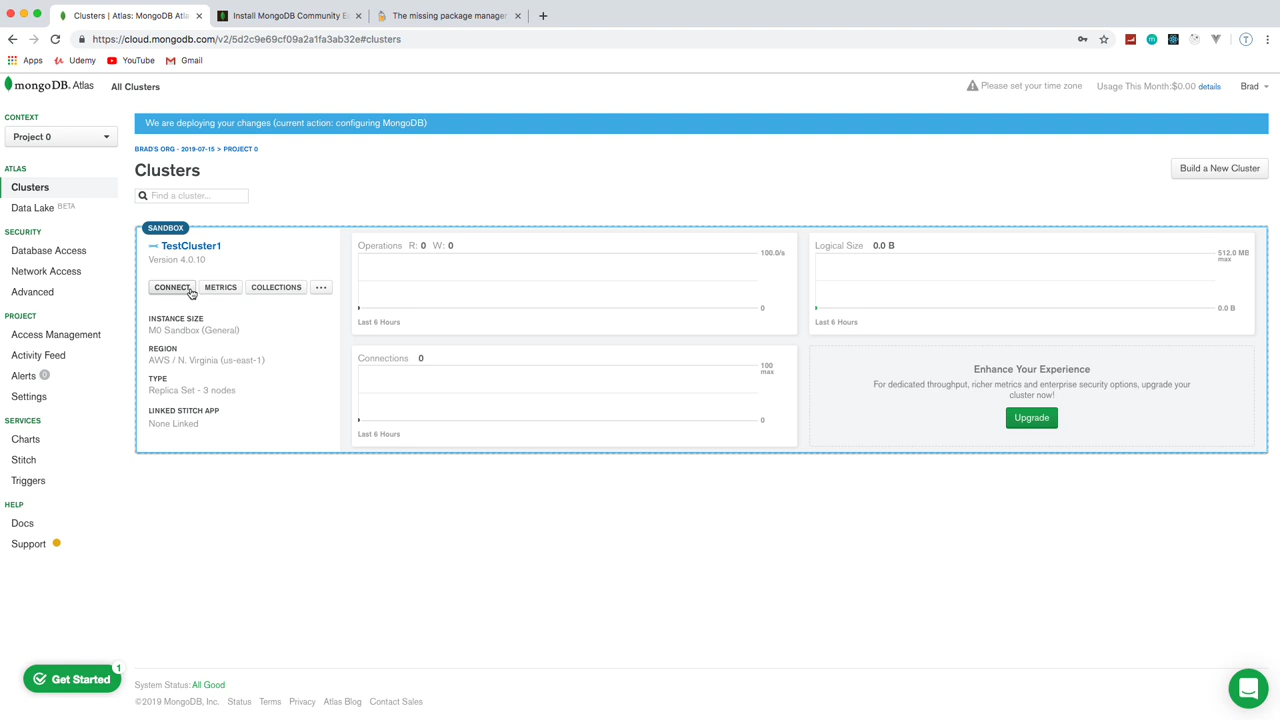 Clusters | Atlas: MongoDB Atla
Install MongoDB Community E
The missing package manager
https://cloud.mongodb.com/v2/5d2c9e69cf09a2a1fa3ab32e#clusters
T
Apps
Udemy
YouTube
Gmail
mongoDB. Atlas
All Clusters
Please set your time zone
Usage This Month:$0.00 details
Brad
CONTEXT
Project 0
ATLAS
Clusters
Data Lake BETA
SECURITY
Database Access
Network Access
Advanced
PROJECT
Access Management
Activity Feed
Alerts 0
Settings
SERVICES
Charts
Stitch
Triggers
HELP
Docs
Support
Get Started
1
We are deploying your changes (current action: configuring MongoDB)
BRAD'S ORG - 2019-07-15 > PROJECT 0
Clusters
Build a New Cluster
Find a cluster...
SANDBOX
TestCluster1
Version 4.0.10
CONNECT
METRICS
COLLECTIONS
...
INSTANCE SIZE
M0 Sandbox (General)
REGION
AWS / N. Virginia (us-east-1)
TYPE
Replica Set - 3 nodes
LINKED STITCH APP
None Linked
Operations R: 0 W: 0
100.0/s
0
Last 6 Hours
Logical Size 0.0 B
512.0 MB
max
0.0 B
Last 6 Hours
Connections 0
100
max
0
Last 6 Hours
Enhance Your Experience
For dedicated throughput, richer metrics and enterprise security options, upgrade your
cluster now!
Upgrade
System Status: All Good
©2019 MongoDB, Inc. Status Terms Privacy Atlas Blog Contact Sales